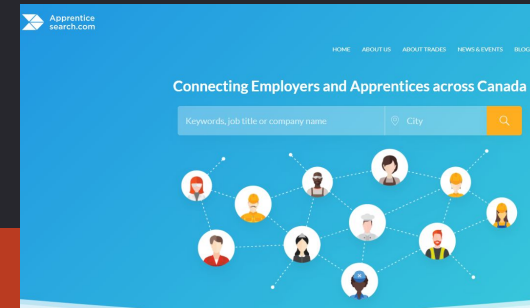 Apprentice
search.com
HOME ABOUT US ABOUT TRADES NEWS & EVENTS BLOG
Connecting Employers and Apprentices across Canada
Keywords, job title or company name City